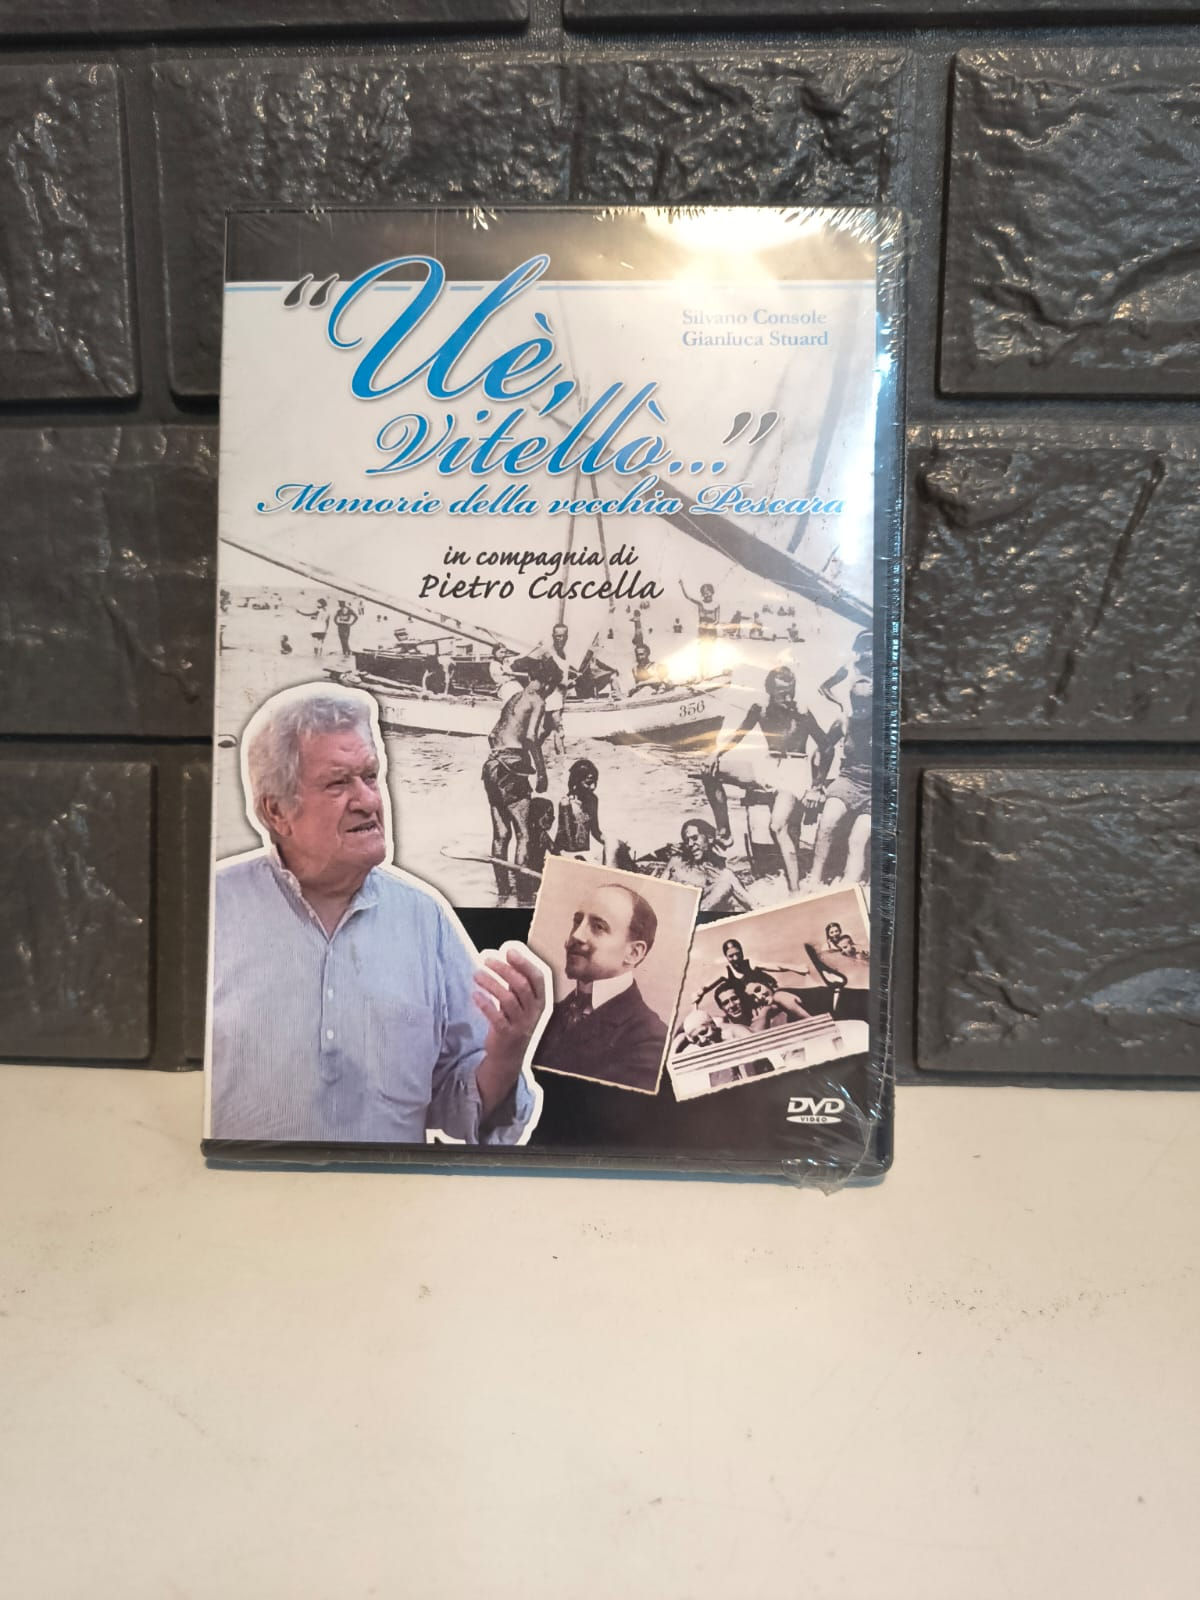 Silvano Console
Gianluca Stuard
“Uè,
Vitellò...”
Memorie della vecchia Pescara
in compagnia di
Pietro Cascella
356
DVD
VIDEO